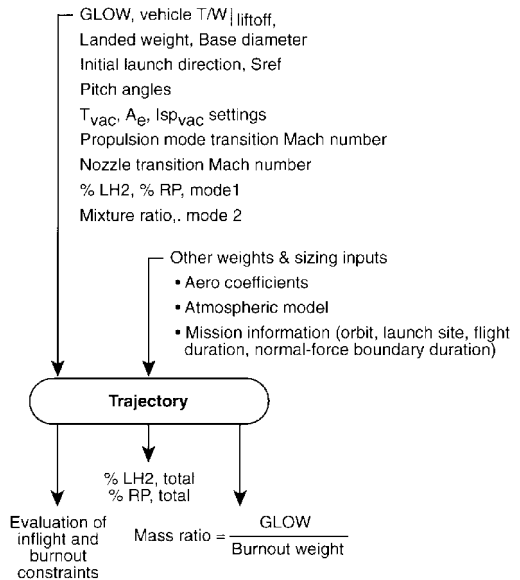 GLOW, vehicle T/W|liftoff,
Landed weight, Base diameter
Initial launch direction, Sref
Pitch angles
Tvac, Ae, Ispvac settings
Propulsion mode transition Mach number
Nozzle transition Mach number
% LH2, % RP, mode1
Mixture ratio,. mode 2
Other weights & sizing inputs
• Aero coefficients
• Atmospheric model
• Mission information (orbit, launch site, flight
duration, normal-force boundary duration)
Trajectory
% LH2, total
% RP, total
Evaluation of
inflight and
burnout
constraints
Mass ratio = GLOW
Burnout weight